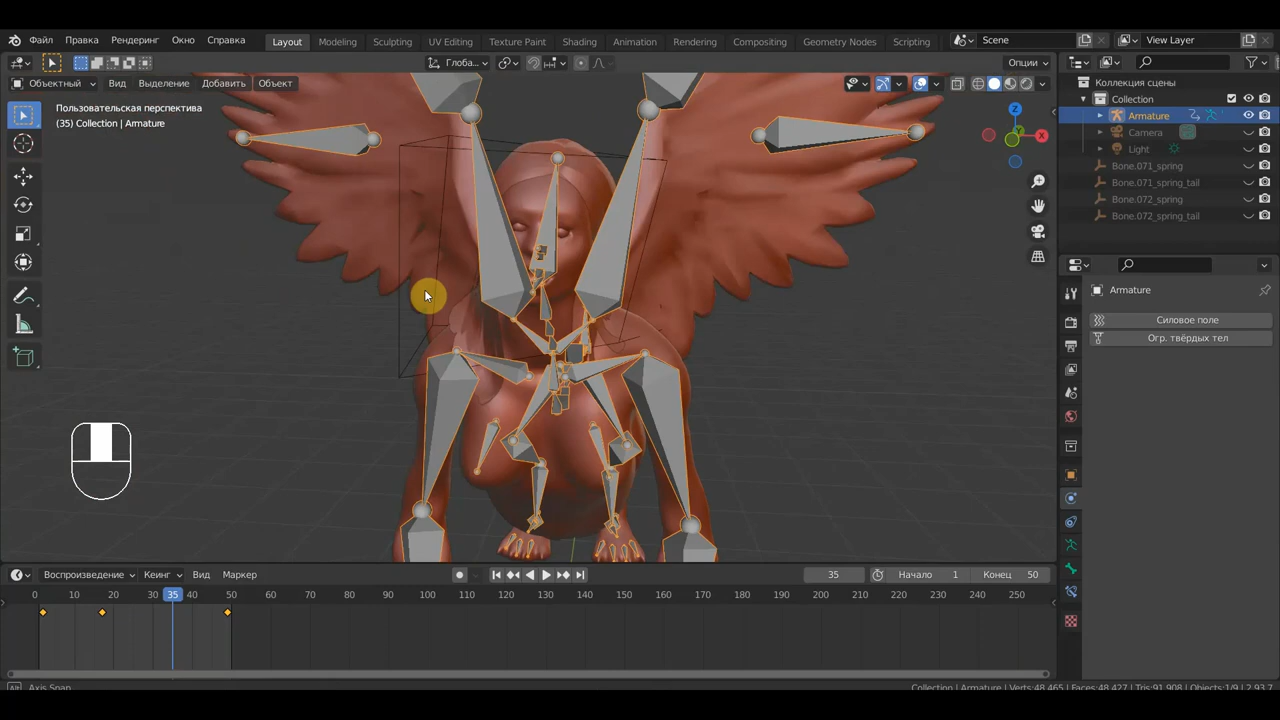 Файл Правка Рендеринг Окно Справка Layout Modeling Sculpting UV Editing Texture Paint Shading Animation Rendering Compositing Geometry Nodes Scripting Scene View Layer
Глоба... Опции
Объектный Вид Выделение Добавить Объект
Коллекция сцены
Collection
Armature
Camera
Light
Bone.071_spring
Bone.071_spring_tail
Bone.072_spring
Bone.072_spring_tail
Пользовательская перспектива
(35) Collection | Armature
Z
X
Y
Armature
Силовое поле
Огр. твёрдых тел
Воспроизведение Кеинг Вид Маркер 35 Начало 1 Конец 50
0 10 20 30 35 40 50 60 70 80 90 100 110 120 130 140 150 160 170 180 190 200 210 220 230 240 250
Alt Axis Snap Collection | Armature | Verts:48,465 | Faces:48,427 | Tris:91,908 | Objects:1/9 | 2.93.7